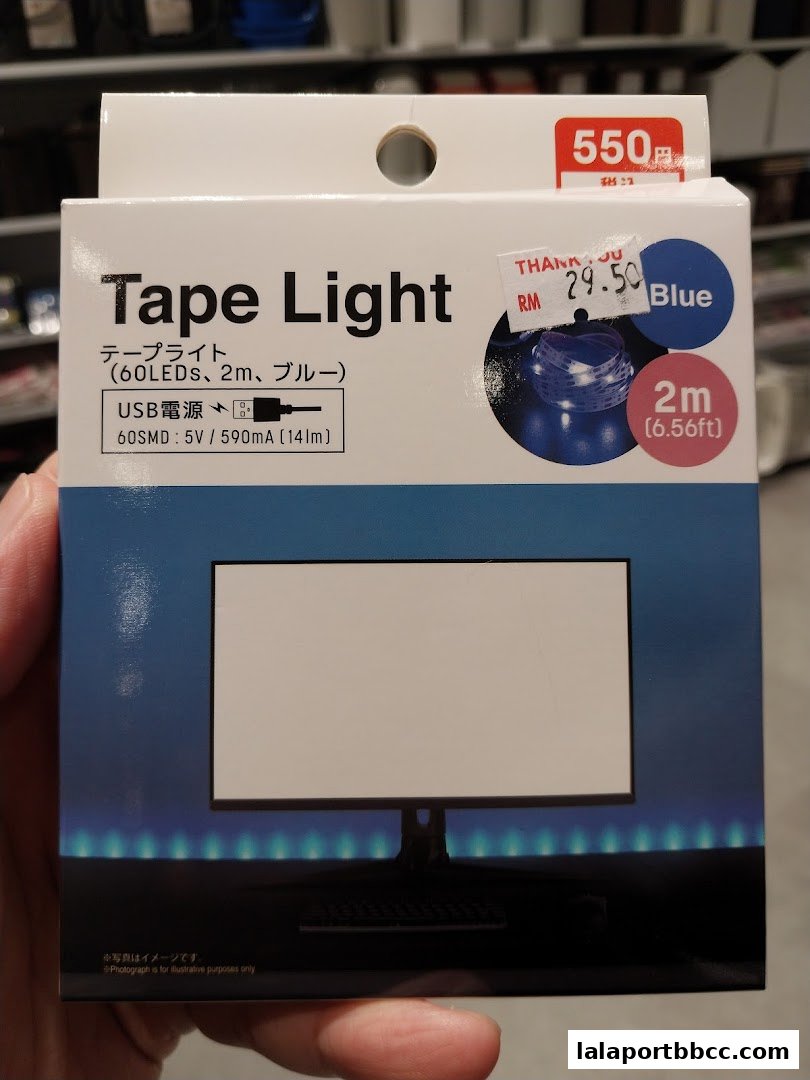 550円
税込
THANK YOU
RM 29.50
Tape Light
Blue
テープライト
(60LEDs、2m、ブルー)
2m
(6.56ft)
USB電源
60SMD : 5V / 590mA (14lm)
※写真はイメージです。
※Photograph is for illustrative purposes only
lalaportbbcc.com